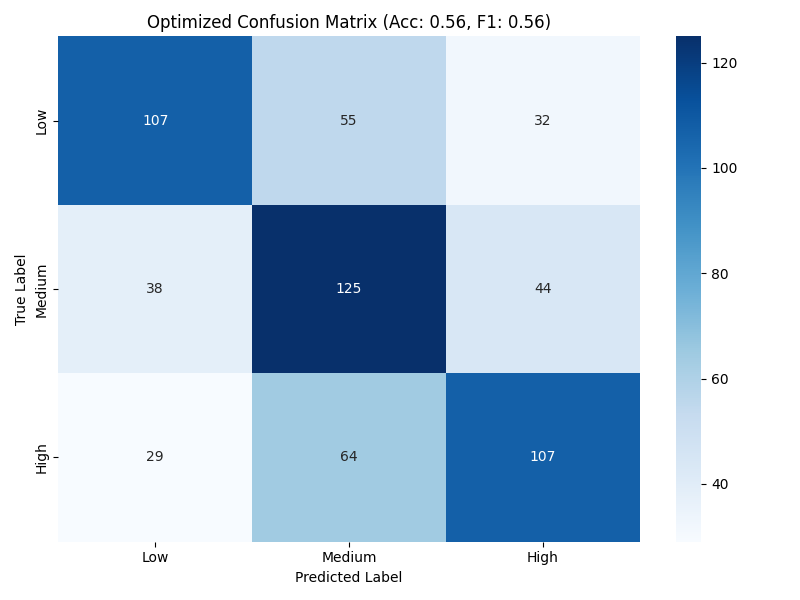 Optimized Confusion Matrix (Acc: 0.56, F1: 0.56)
True Label
Low
107 55 32
Medium
38 125 44
High
29 64 107
Low Medium High
Predicted Label
120
100
80
60
40